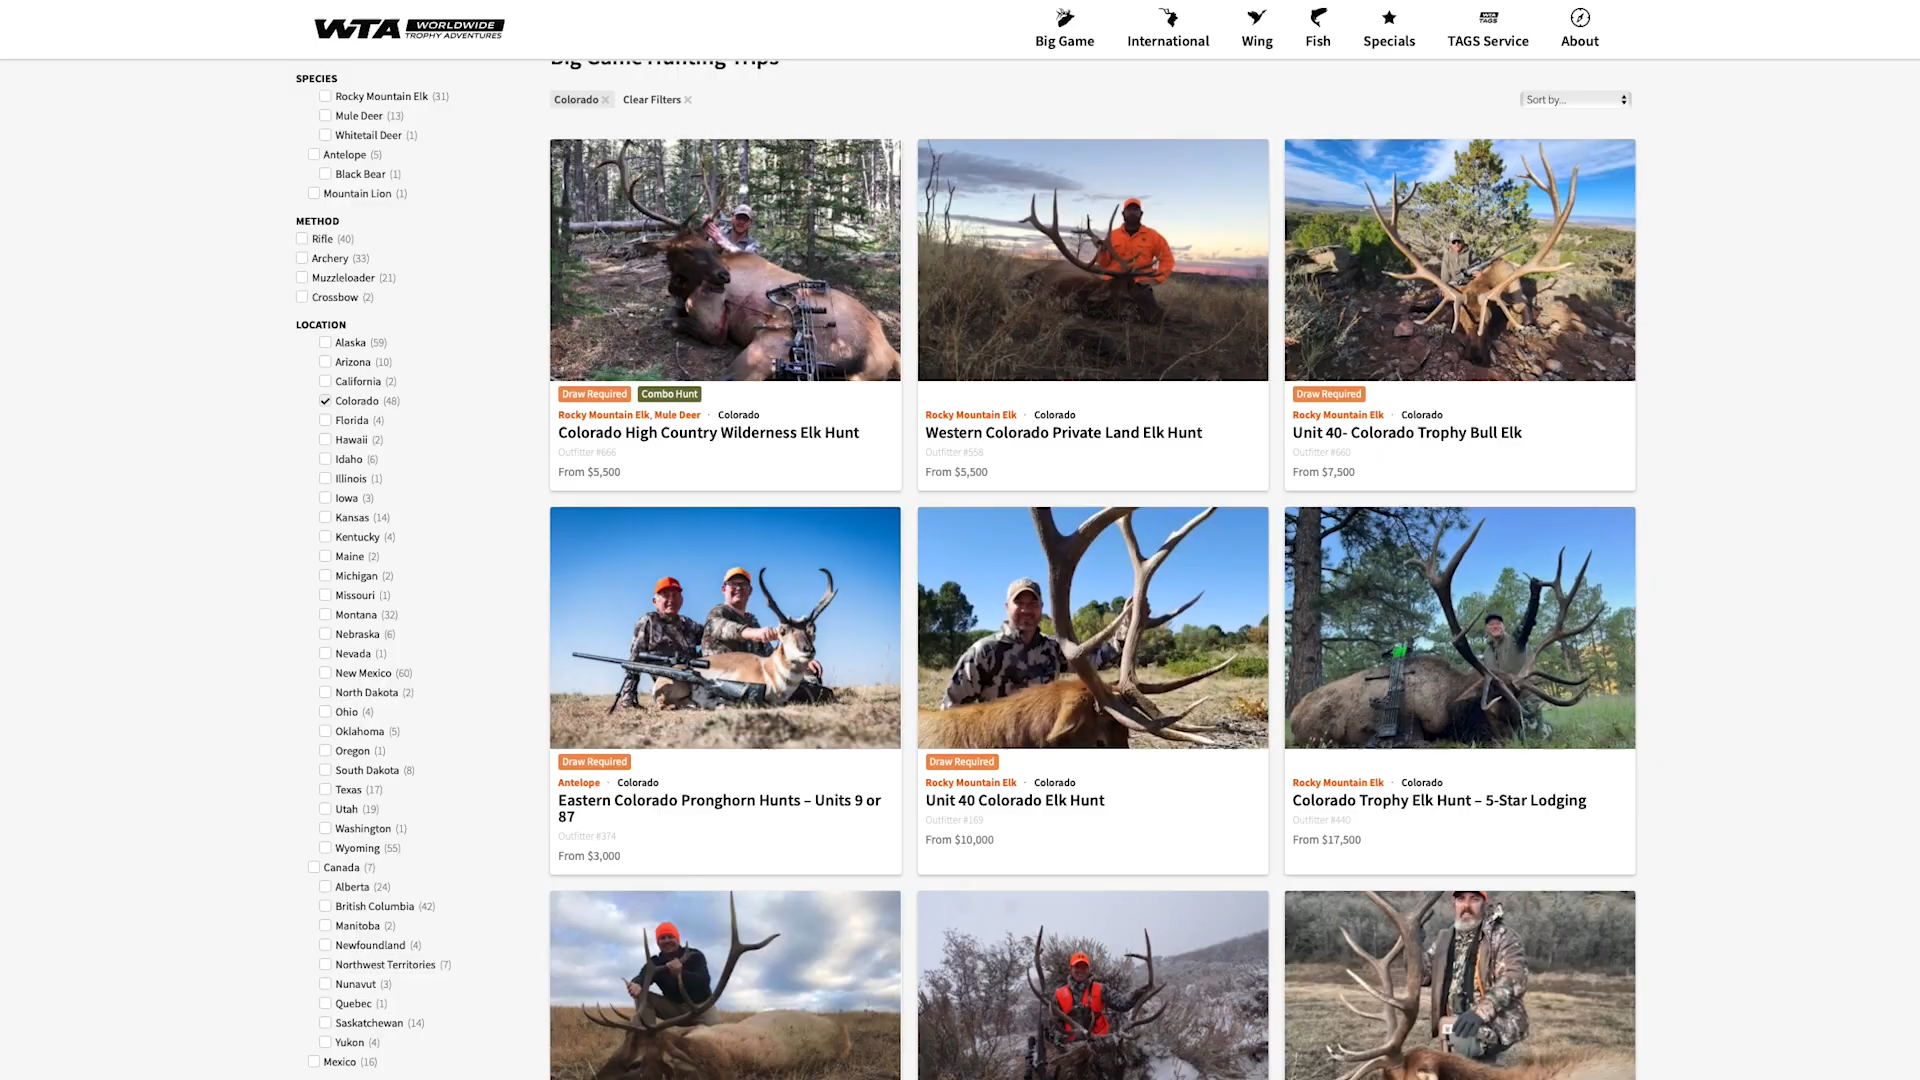 WTA WORLDWIDE
TROPHY ADVENTURES
Big Game
International
Wing
Fish
Specials
WTA
TAGS
TAGS Service
About
Big Game Hunting Trips
Colorado
Clear Filters
Sort by...
SPECIES
Rocky Mountain Elk (31)
Mule Deer (13)
Whitetail Deer (1)
Antelope (5)
Black Bear (1)
Mountain Lion (1)
METHOD
Rifle (40)
Archery (33)
Muzzleloader (21)
Crossbow (2)
LOCATION
Alaska (59)
Arizona (10)
California (2)
Colorado (48)
Florida (4)
Hawaii (2)
Idaho (6)
Illinois (1)
Iowa (3)
Kansas (14)
Kentucky (4)
Maine (2)
Michigan (2)
Missouri (1)
Montana (32)
Nebraska (6)
Nevada (1)
New Mexico (60)
North Dakota (2)
Ohio (4)
Oklahoma (5)
Oregon (1)
South Dakota (8)
Texas (17)
Utah (19)
Washington (1)
Wyoming (55)
Canada (7)
Alberta (24)
British Columbia (42)
Manitoba (2)
Newfoundland (4)
Northwest Territories (7)
Nunavut (3)
Quebec (1)
Saskatchewan (14)
Yukon (4)
Mexico (16)
Draw Required Combo Hunt
Rocky Mountain Elk, Mule Deer · Colorado
Colorado High Country Wilderness Elk Hunt
Outfitter #666
From $5,500
Rocky Mountain Elk · Colorado
Western Colorado Private Land Elk Hunt
Outfitter #558
From $5,500
Draw Required
Rocky Mountain Elk · Colorado
Unit 40- Colorado Trophy Bull Elk
Outfitter #660
From $7,500
Draw Required
Antelope · Colorado
Eastern Colorado Pronghorn Hunts – Units 9 or
87
Outfitter #374
From $3,000
Draw Required
Rocky Mountain Elk · Colorado
Unit 40 Colorado Elk Hunt
Outfitter #169
From $10,000
Rocky Mountain Elk · Colorado
Colorado Trophy Elk Hunt – 5-Star Lodging
Outfitter #440
From $17,500